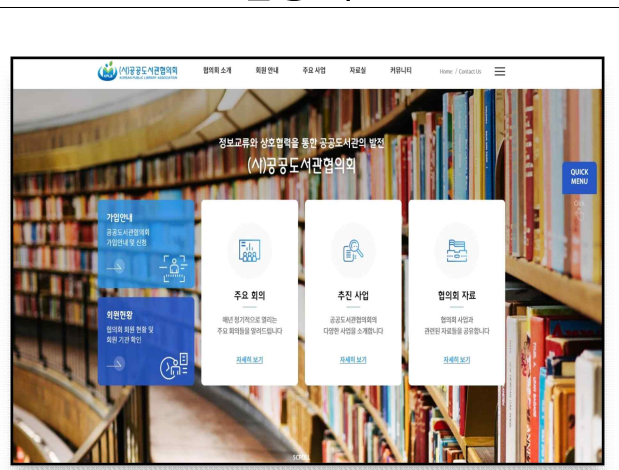 (사)공공도서관협의회
KOREAN PUBLIC LIBRARY ASSOCIATION
협의회 소개 회원 안내 주요 사업 자료실 커뮤니티 Home / Contact Us
정보교류와 상호협력을 통한 공공도서관의 발전
(사)공공도서관협의회
QUICK
MENU
가입안내
공공도서관협의회
가입안내 및 신청
회원현황
협의회 회원 현황 및
회원 기관 확인
주요 회의
매년 정기적으로 열리는
주요 회의들을 알려드립니다
자세히 보기
추진 사업
공공도서관협의회의
다양한 사업을 소개합니다
자세히 보기
협의회 자료
협의회 사업과
관련된 자료들을 공유합니다
자세히 보기
SCROLL